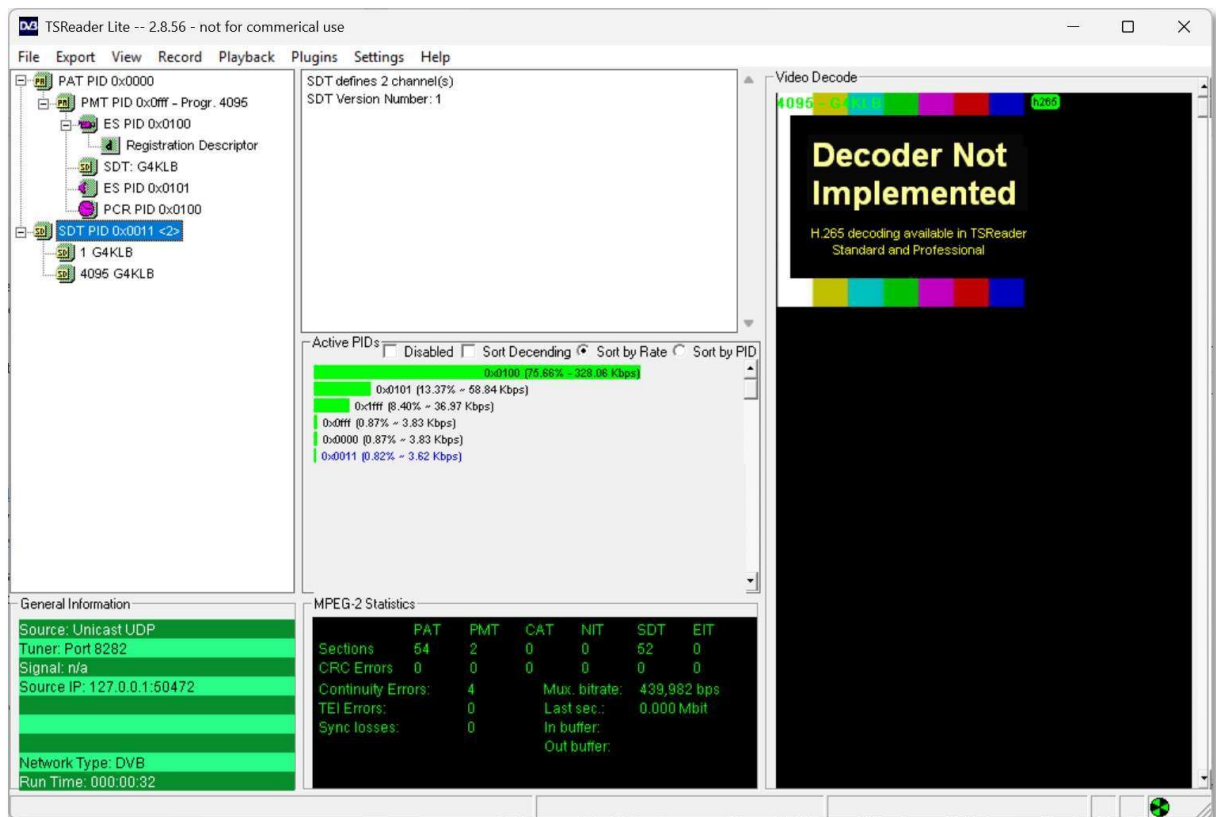 TSReader Lite -- 2.8.56 - not for commerical use
File Export View Record Playback Plugins Settings Help
PAT PID 0x0000
PMT PID 0x0fff - Progr. 4095
ES PID 0x0100
Registration Descriptor
SDT: G4KLB
ES PID 0x0101
PCR PID 0x0100
SDT PID 0x0011 <2>
1 G4KLB
4095 G4KLB
SDT defines 2 channel(s)
SDT Version Number: 1
Active PIDs Disabled Sort Decending Sort by Rate Sort by PID
0x0100 (75.66% ~ 328.06 Kbps)
0x0101 (13.37% ~ 58.84 Kbps)
0x1fff (8.40% ~ 36.97 Kbps)
0x0fff (0.87% ~ 3.83 Kbps)
0x0000 (0.87% ~ 3.83 Kbps)
0x0011 (0.82% ~ 3.62 Kbps)
Video Decode
4095 - G4KLB h265
Decoder Not
Implemented
H.265 decoding available in TSReader
Standard and Professional
General Information
Source: Unicast UDP
Tuner: Port 8282
Signal: n/a
Source IP: 127.0.0.1:50472
Network Type: DVB
Run Time: 000:00:32
MPEG-2 Statistics
PAT PMT CAT NIT SDT EIT
Sections 54 2 0 0 52 0
CRC Errors 0 0 0 0 0 0
Continuity Errors: 4 Mux. bitrate: 439,982 bps
TEI Errors: 0 Last sec.: 0.000 Mbit
Sync losses: 0 In buffer:
Out buffer: